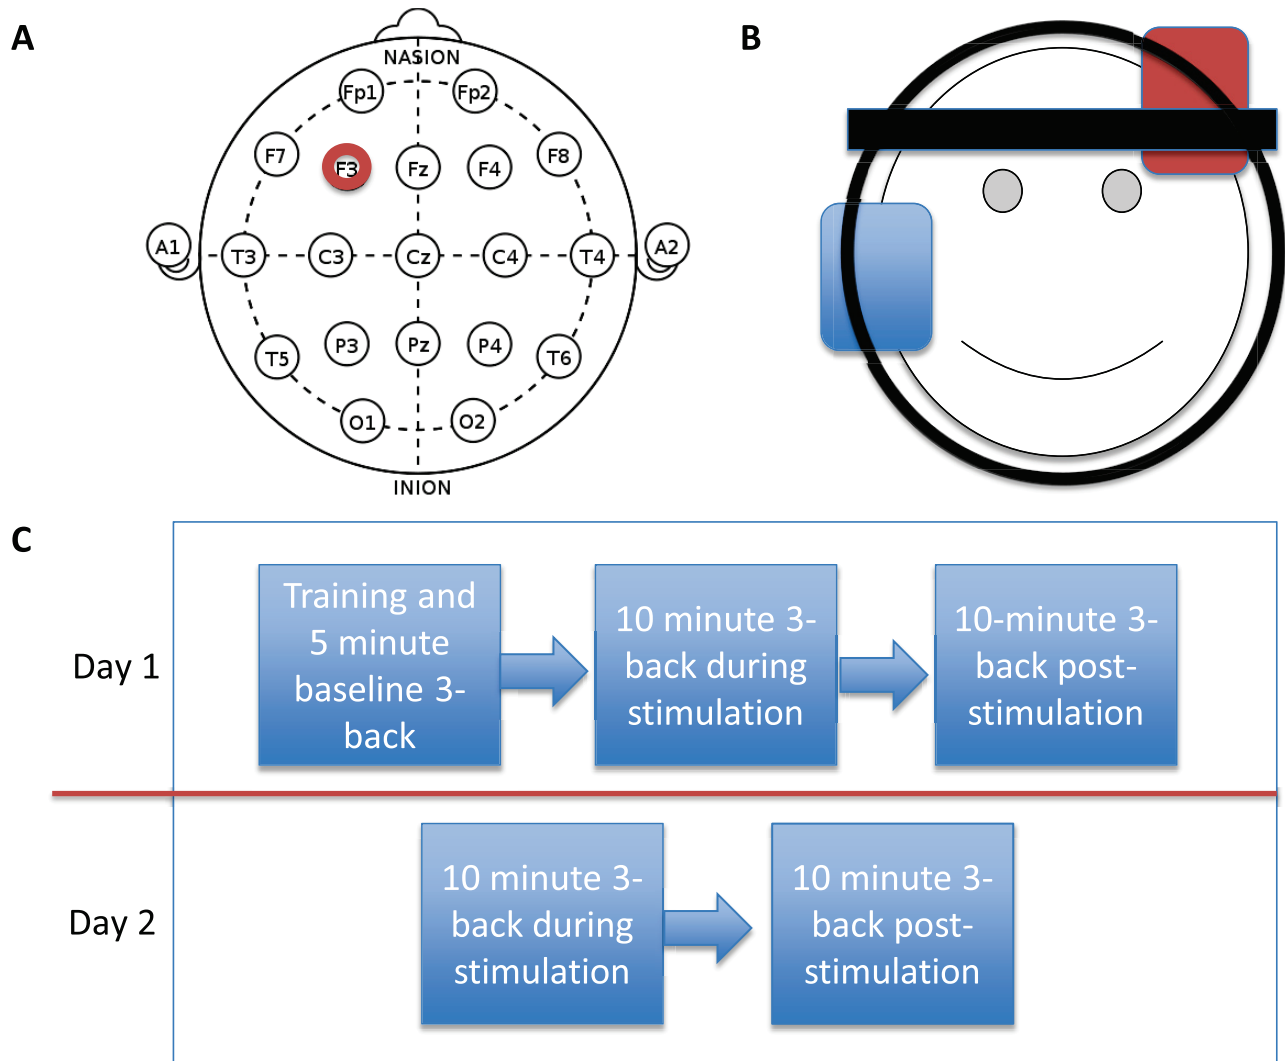 A
NASION
Fp1
Fp2
F7
F3
Fz
F4
F8
A1
T3
C3
Cz
C4
T4
A2
T5
P3
Pz
P4
T6
O1
O2
INION
B
C
Day 1
Training and
5 minute
baseline 3-
back
10 minute 3-
back during
stimulation
10-minute 3-
back post-
stimulation
Day 2
10 minute 3-
back during
stimulation
10 minute 3-
back post-
stimulation